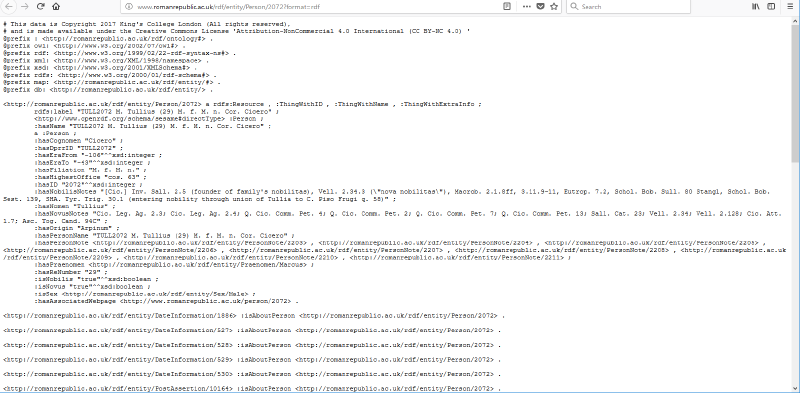 www.romanrepublic.ac.uk/rdf/entity/Person/2072?format=rdf
Search
# This data is Copyright 2017 King's College London (All rights reserved),
# and is made available under the Creative Commons License 'Attribution-NonCommercial 4.0 International (CC BY-NC 4.0) '
@prefix : <http://romanrepublic.ac.uk/rdf/ontology#> .
@prefix owl: <http://www.w3.org/2002/07/owl#> .
@prefix rdf: <http://www.w3.org/1999/02/22-rdf-syntax-ns#> .
@prefix xml: <http://www.w3.org/XML/1998/namespace> .
@prefix xsd: <http://www.w3.org/2001/XMLSchema#> .
@prefix rdfs: <http://www.w3.org/2000/01/rdf-schema#> .
@prefix map: <http://romanrepublic.ac.uk/rdf/entity/#> .
@prefix db: <http://romanrepublic.ac.uk/rdf/entity/> .
<http://romanrepublic.ac.uk/rdf/entity/Person/2072> a rdfs:Resource , :ThingWithID , :ThingWithName , :ThingWithExtraInfo ;
rdfs:label "TULL2072 M. Tullius (29) M. f. M. n. Cor. Cicero" ;
<http://www.openrdf.org/schema/sesame#directType> :Person ;
:hasName "TULL2072 M. Tullius (29) M. f. M. n. Cor. Cicero" ;
a :Person ;
:hasCognomen "Cicero" ;
:hasDprrID "TULL2072" ;
:hasEraFrom "-106"^^xsd:integer ;
:hasEraTo "-43"^^xsd:integer ;
:hasFiliation "M. f. M. n." ;
:hasHighestOffice "cos. 63" ;
:hasID "2072"^^xsd:integer ;
:hasNobilisNotes "[Cic.] Inv. Sall. 2.5 (founder of family's nobilitas), Vell. 2.34.3 (\"nova nobilitas\"), Macrob. 2.1.8ff, 3.11.9-11, Eutrop. 7.2, Schol. Bob. Sull. 80 Stangl, Schol. Bob.
Sest. 139, SHA. Tyr. Trig. 30.1 (entering nobility through union of Tullia to C. Piso Frugi q. 58)" ;
:hasNomen "Tullius" ;
:hasNovusNotes "Cic. Leg. Ag. 2.3; Cic. Leg. Ag. 2.4; Q. Cic. Comm. Pet. 4; Q. Cic. Comm. Pet. 2; Q. Cic. Comm. Pet. 7; Q. Cic. Comm. Pet. 13; Sall. Cat. 23; Vell. 2.34; Vell. 2.128; Cic. Att.
1.7; Asc. Tog. Cand. 94C" ;
:hasOrigin "Arpinum" ;
:hasPersonName "TULL2072 M. Tullius (29) M. f. M. n. Cor. Cicero" ;
:hasPersonNote <http://romanrepublic.ac.uk/rdf/entity/PersonNote/2203> , <http://romanrepublic.ac.uk/rdf/entity/PersonNote/2204> , <http://romanrepublic.ac.uk/rdf/entity/PersonNote/2205> ,
<http://romanrepublic.ac.uk/rdf/entity/PersonNote/2206> , <http://romanrepublic.ac.uk/rdf/entity/PersonNote/2207> , <http://romanrepublic.ac.uk/rdf/entity/PersonNote/2208> , <http://romanrepublic.ac.uk
/rdf/entity/PersonNote/2209> , <http://romanrepublic.ac.uk/rdf/entity/PersonNote/2210> , <http://romanrepublic.ac.uk/rdf/entity/PersonNote/2211> ;
:hasPraenomen <http://romanrepublic.ac.uk/rdf/entity/Praenomen/Marcus> ;
:hasReNumber "29" ;
:isNobilis "true"^^xsd:boolean ;
:isNovus "true"^^xsd:boolean ;
:isSex <http://romanrepublic.ac.uk/rdf/entity/Sex/Male> ;
:hasAssociatedWebpage <http://www.romanrepublic.ac.uk/person/2072> .
<http://romanrepublic.ac.uk/rdf/entity/DateInformation/1886> :isAboutPerson <http://romanrepublic.ac.uk/rdf/entity/Person/2072> .
<http://romanrepublic.ac.uk/rdf/entity/DateInformation/527> :isAboutPerson <http://romanrepublic.ac.uk/rdf/entity/Person/2072> .
<http://romanrepublic.ac.uk/rdf/entity/DateInformation/528> :isAboutPerson <http://romanrepublic.ac.uk/rdf/entity/Person/2072> .
<http://romanrepublic.ac.uk/rdf/entity/DateInformation/529> :isAboutPerson <http://romanrepublic.ac.uk/rdf/entity/Person/2072> .
<http://romanrepublic.ac.uk/rdf/entity/DateInformation/530> :isAboutPerson <http://romanrepublic.ac.uk/rdf/entity/Person/2072> .
<http://romanrepublic.ac.uk/rdf/entity/PostAssertion/10164> :isAboutPerson <http://romanrepublic.ac.uk/rdf/entity/Person/2072> .